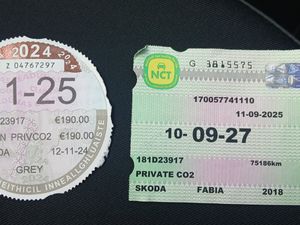 2024
Z 04767297
1-25
23917 €190.00
N PRIVCO2 €190.00
DA 12-11-24
GREY
NCT
G 3815575
170057741110
11-09-2025
10- 09-27
181D23917
75186km
PRIVATE CO2
SKODA FABIA 2018